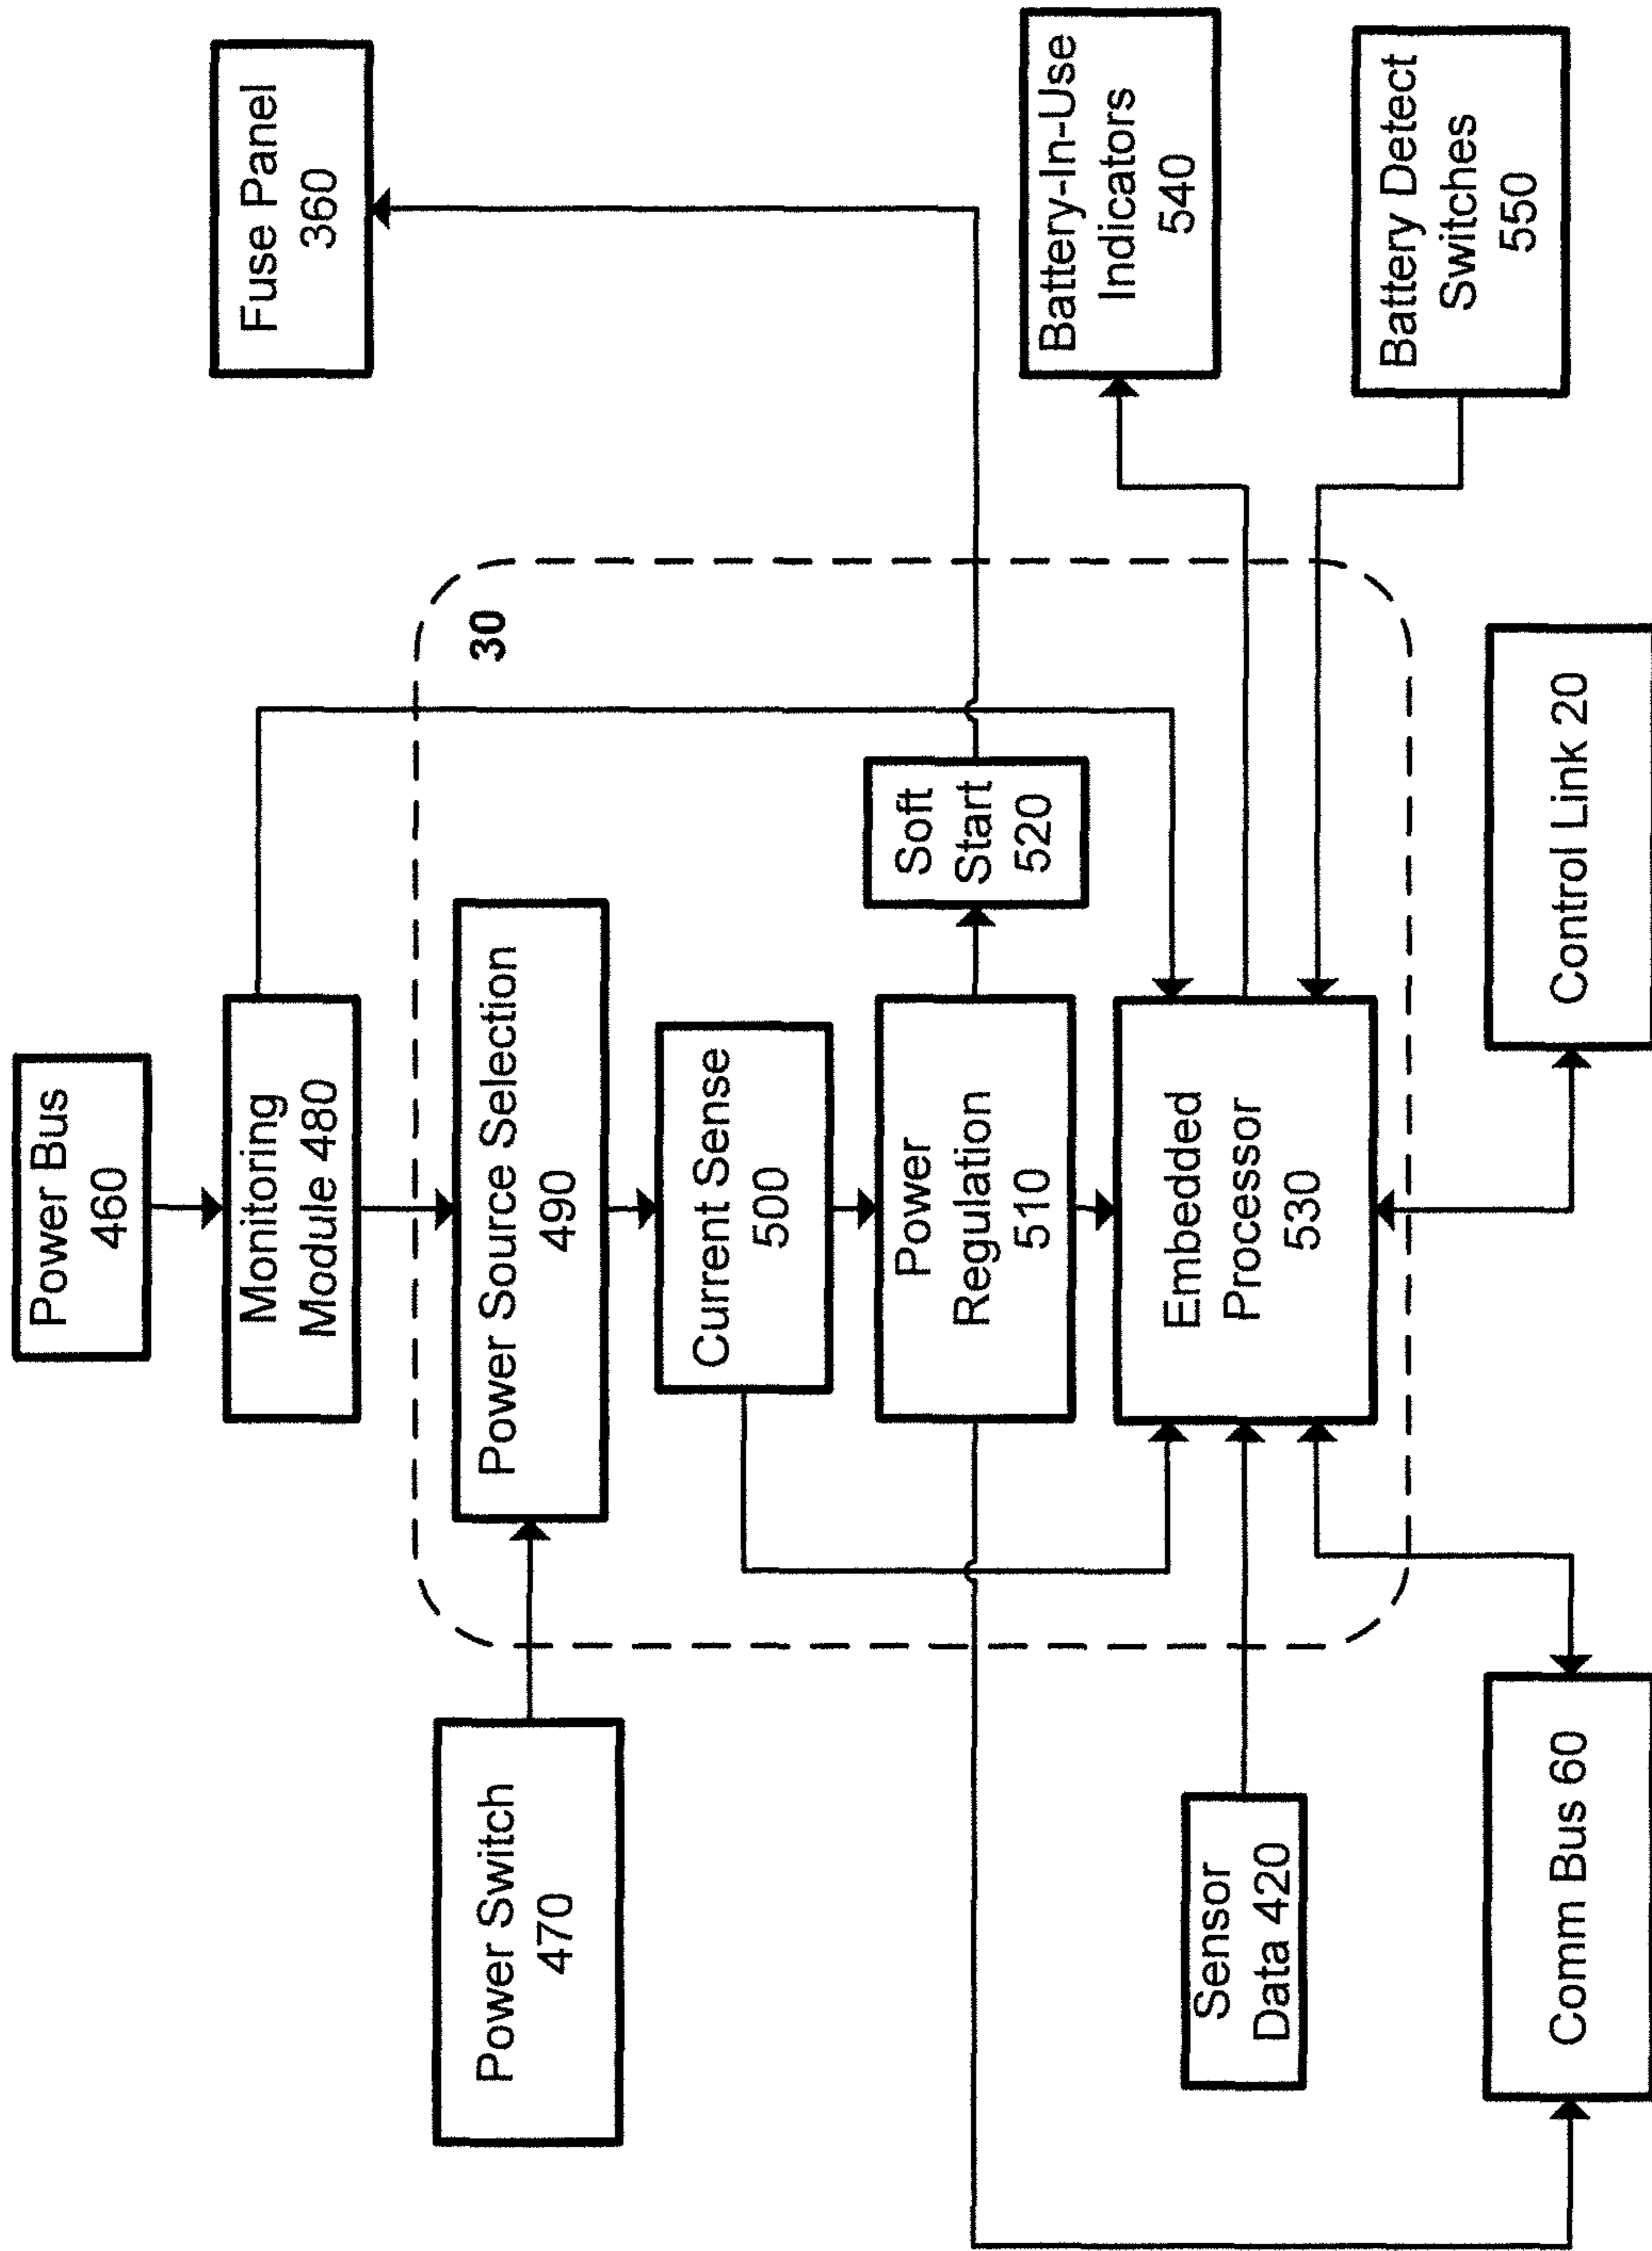 Power Bus
460
Monitoring
Module 480
Fuse Panel
360
30
Power Switch
470
Power Source Selection
490
Current Sense
500
Power
Regulation
510
Soft
Start
520
Battery-In-Use
Indicators
540
Sensor
Data 420
Embedded
Processor
530
Battery Detect
Switches
550
Comm Bus 60
Control Link 20